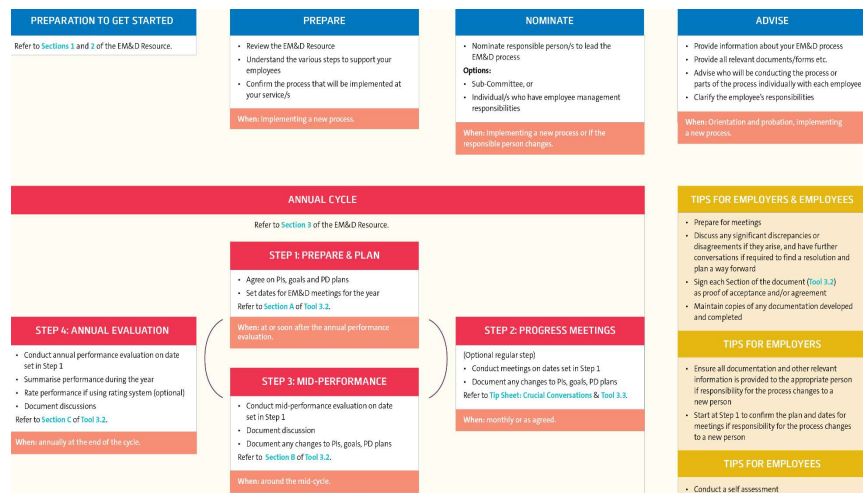 PREPARATION TO GET STARTED
Refer to Sections 1 and 2 of the EM&D Resource.
PREPARE
• Review the EM&D Resource
• Understand the various steps to support your
employees
• Confirm the process that will be implemented at
your service/s
When: implementing a new process.
NOMINATE
• Nominate responsible person/s to lead the
EM&D process
Options:
• Sub-Committee, or
• Individual/s who have employee management
responsibilities
When: Implementing a new process or if the
responsible person changes.
ADVISE
• Provide information about your EM&D process
• Provide all relevant documents/forms etc.
• Advise who will be conducting the process or
parts of the process individually with each employee
• Clarify the employee's responsibilities
When: Orientation and probation, implementing
a new process.
ANNUAL CYCLE
Refer to Section 3 of the EM&D Resource.
STEP 1: PREPARE & PLAN
• Agree on PIs, goals and PD plans
• Set dates for EM&D meetings for the year
Refer to Section A of Tool 3.2.
When: at or soon after the annual performance
evaluation.
STEP 2: PROGRESS MEETINGS
(Optional regular step)
• Conduct meetings on dates set in Step 1
• Document any changes to PIs, goals, PD plans
Refer to Tip Sheet: Crucial Conversations & Tool 3.3.
When: monthly or as agreed.
STEP 3: MID-PERFORMANCE
• Conduct mid-performance evaluation on date
set in Step 1
• Document discussion
• Document any changes to PIs, goals, PD plans
Refer to Section B of Tool 3.2.
When: around the mid-cycle.
STEP 4: ANNUAL EVALUATION
• Conduct annual performance evaluation on date
set in Step 1
• Summarise performance during the year
• Rate performance if using rating system (optional)
• Document discussions
Refer to Section C of Tool 3.2.
When: annually at the end of the cycle.
TIPS FOR EMPLOYERS & EMPLOYEES
• Prepare for meetings
• Discuss any significant discrepancies or
disagreements if they arise, and have further
conversations if required to find a resolution and
plan a way forward
• Sign each Section of the document (Tool 3.2)
as proof of acceptance and/or agreement
• Maintain copies of any documentation developed
and completed
TIPS FOR EMPLOYERS
• Ensure all documentation and other relevant
information is provided to the appropriate person
if responsibility for the process changes to a
new person
• Start at Step 1 to confirm the plan and dates for
meetings if responsibility for the process changes
to a new person
TIPS FOR EMPLOYEES
• Conduct a self assessment